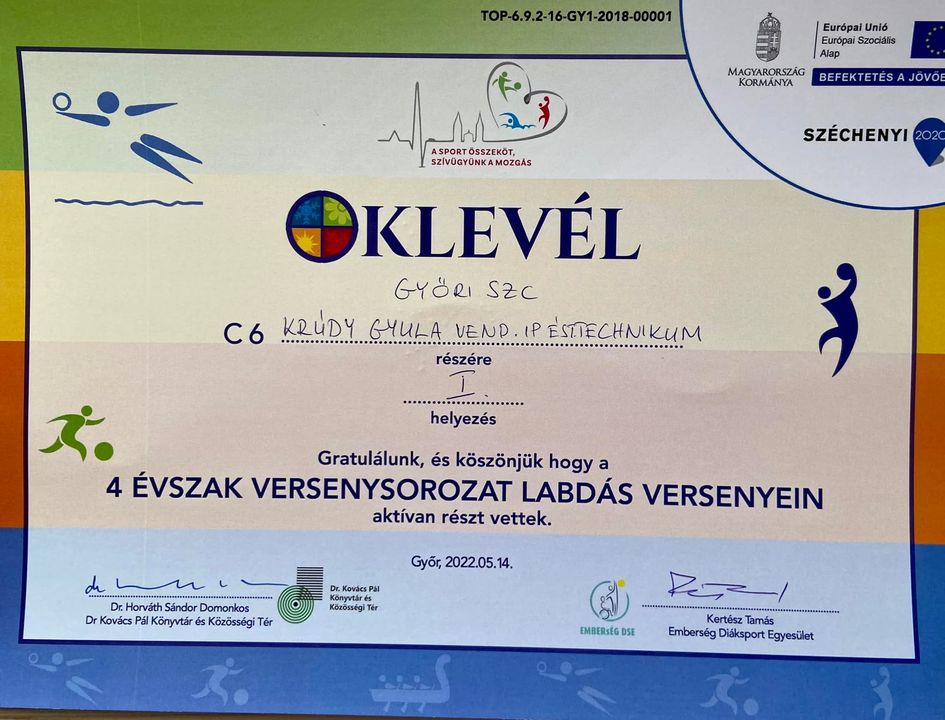 TOP-6.9.2-16-GY1-2018-00001
MAGYARORSZÁG
KORMÁNYA
Európai Unió
Európai Szociális
Alap
BEFEKTETÉS A JÖVŐB
SZÉCHENYI 2020
A SPORT ÖSSZEKÖT,
SZÍVÜGYÜNK A MOZGÁS
OKLEVÉL
GYŐRI SZC
C6 KRÚDY GYULA VEND. IP ÉS TECHNIKUM
részére
I.
helyezés
Gratulálunk, és köszönjük hogy a
4 ÉVSZAK VERSENYSOROZAT LABDÁS VERSENYEIN
aktívan részt vettek.
Győr, 2022.05.14.
Dr. Horváth Sándor Domonkos
Dr Kovács Pál Könyvtár és Közösségi Tér
Dr. Kovács Pál
Könyvtár és
Közösségi Tér
EMBERSÉG DSE
Kertész Tamás
Emberség Diáksport Egyesület